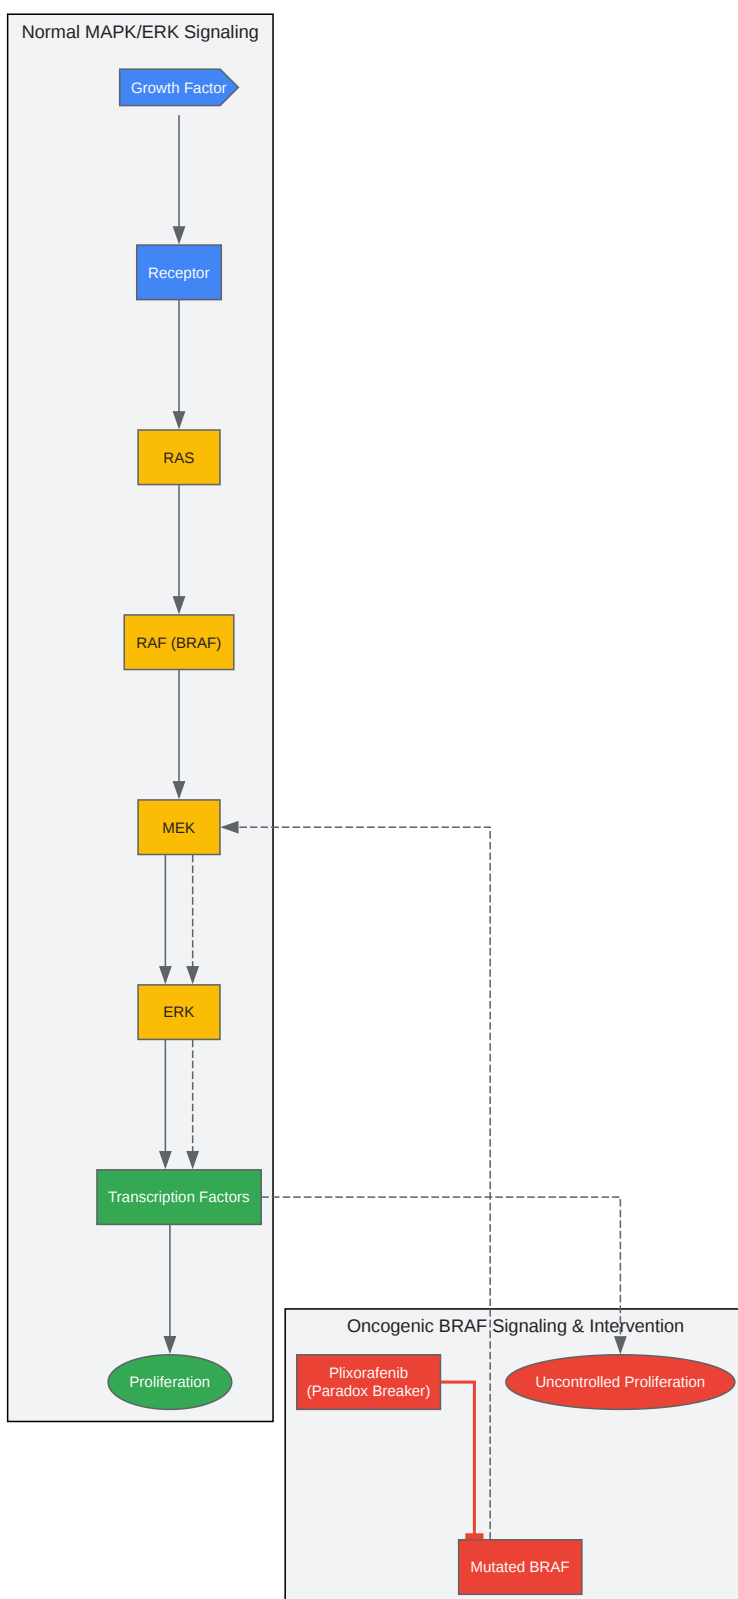 Normal MAPK/ERK Signaling
Growth Factor
Receptor
RAS
RAF (BRAF)
MEK
ERK
Transcription Factors
Proliferation
Oncogenic BRAF Signaling & Intervention
Plixorafenib
(Paradox Breaker)
Uncontrolled Proliferation
Mutated BRAF